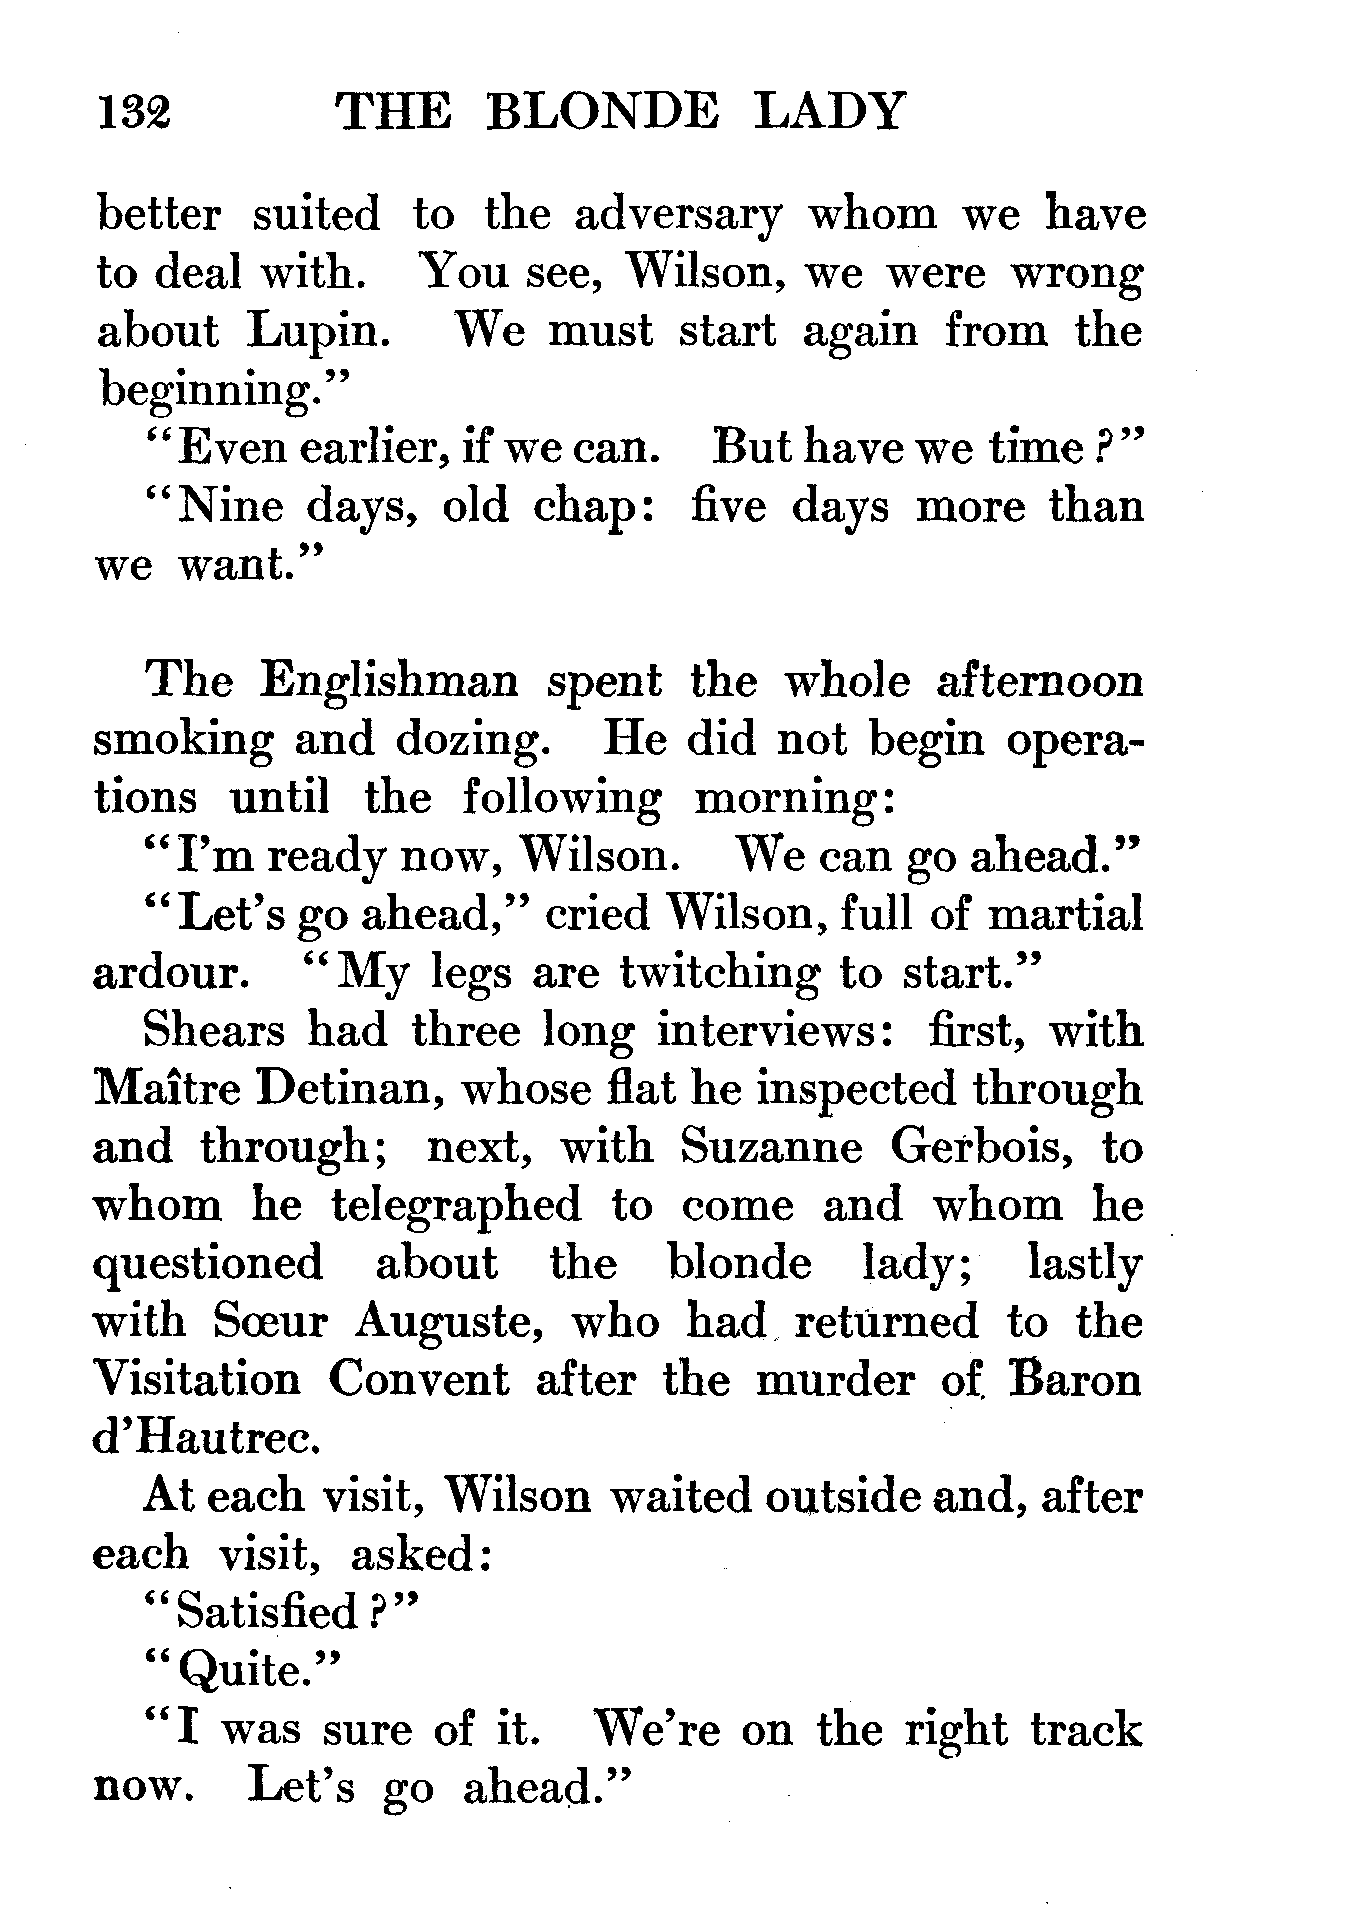 132 THE BLONDE LADY
better suited to the adversary whom we have
to deal with. You see, Wilson, we were wrong
about Lupin. We must start again from the
beginning.”
“Even earlier, if we can. But have we time?”
“Nine days, old chap: five days more than
we want.”
The Englishman spent the whole afternoon
smoking and dozing. He did not begin opera-
tions until the following morning:
“I’m ready now, Wilson. We can go ahead.”
“Let’s go ahead,” cried Wilson, full of martial
ardour. “My legs are twitching to start.”
Shears had three long interviews: first, with
Maître Detinan, whose flat he inspected through
and through; next, with Suzanne Gerbois, to
whom he telegraphed to come and whom he
questioned about the blonde lady; lastly
with Sœur Auguste, who had returned to the
Visitation Convent after the murder of Baron
d’Hautrec.
At each visit, Wilson waited outside and, after
each visit, asked:
“Satisfied?”
“Quite.”
“I was sure of it. We’re on the right track
now. Let’s go ahead.”